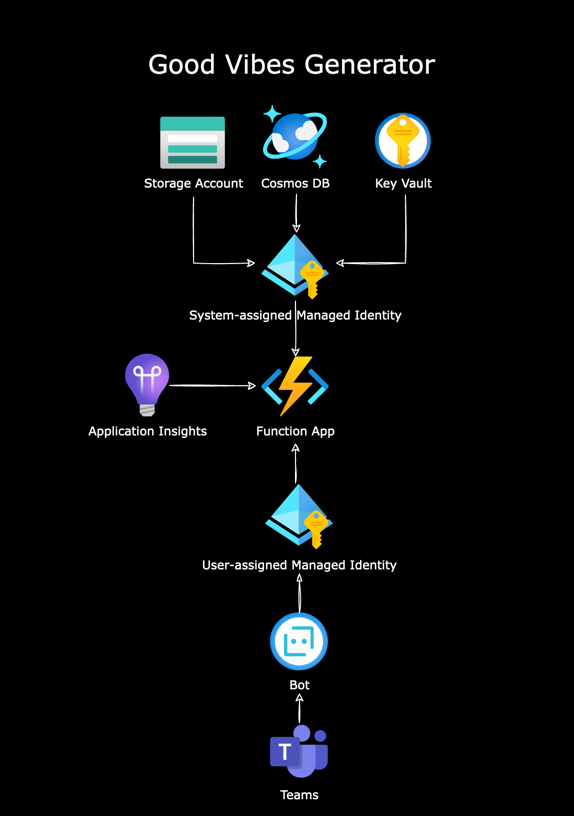 Good Vibes Generator
Storage Account
Cosmos DB
Key Vault
System-assigned Managed Identity
Application Insights
Function App
User-assigned Managed Identity
Bot
T
Teams